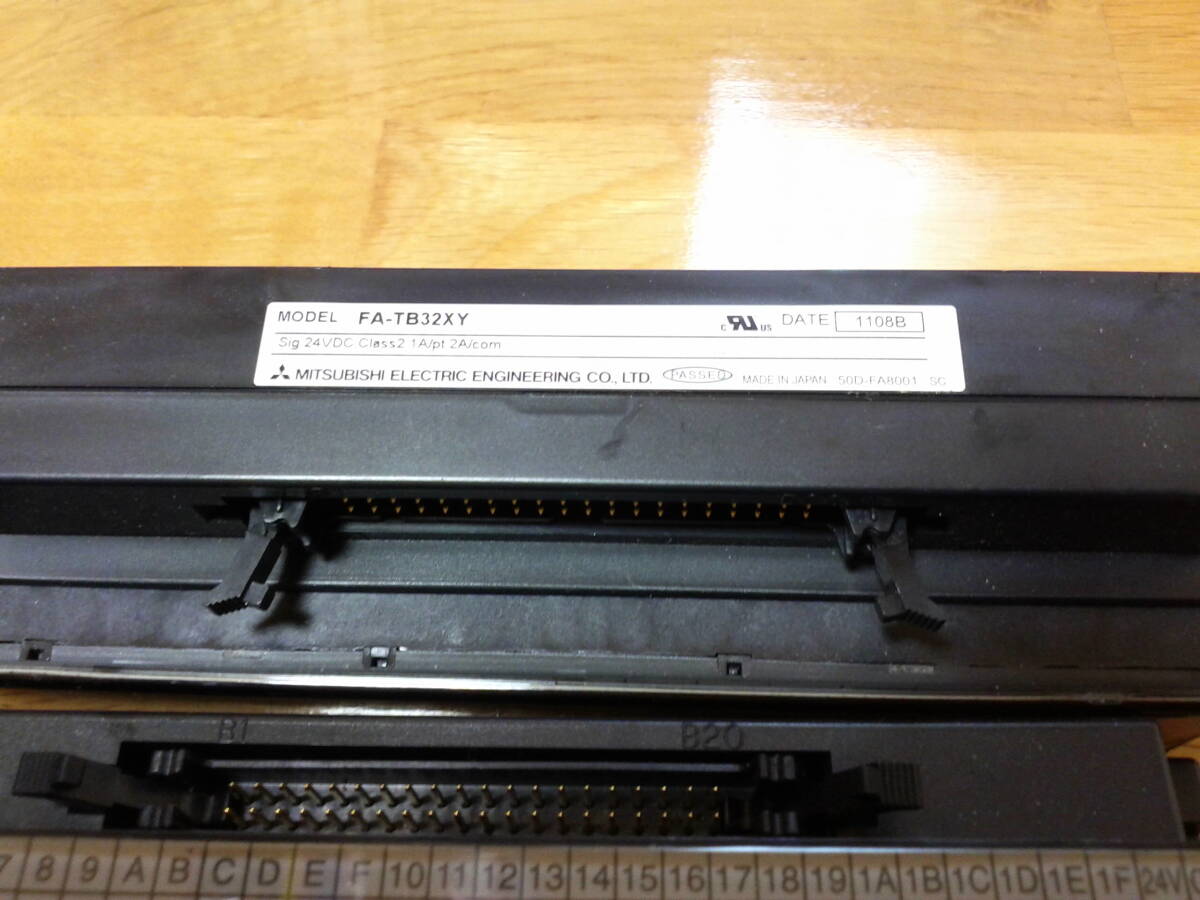 MODEL FA-TB32XY
c RU US DATE 1108B
Sig 24VDC Class2 1A/pt 2A/com
MITSUBISHI ELECTRIC ENGINEERING CO., LTD. PASSED MADE IN JAPAN 50D-FA8001 SC
B1 B20
7 8 9 A B C D E F 10 11 12 13 14 15 16 17 18 19 1A 1B 1C 1D 1E 1F 24V